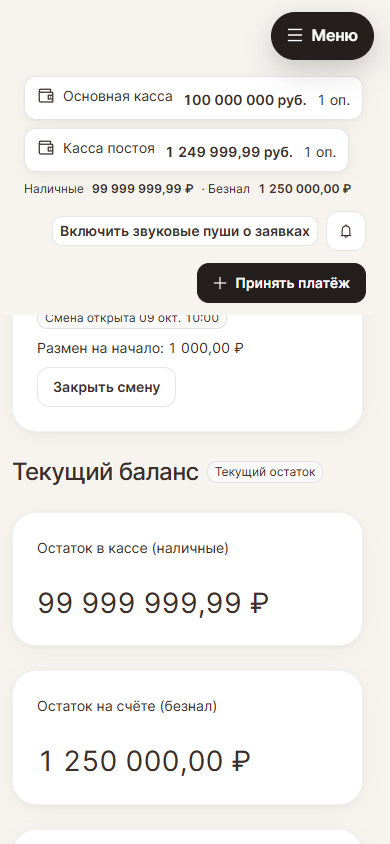 Меню
Основная касса 100 000 000 руб. 1 оп.
Касса постоя 1 249 999,99 руб. 1 оп.
Наличные 99 999 999,99 ₽ · Безнал 1 250 000,00 ₽
Включить звуковые пуши о заявках
Принять платёж
Смена открыта 09 окт. 10:00
Размен на начало: 1 000,00 ₽
Закрыть смену
Текущий баланс Текущий остаток
Остаток в кассе (наличные)
99 999 999,99 ₽
Остаток на счёте (безнал)
1 250 000,00 ₽